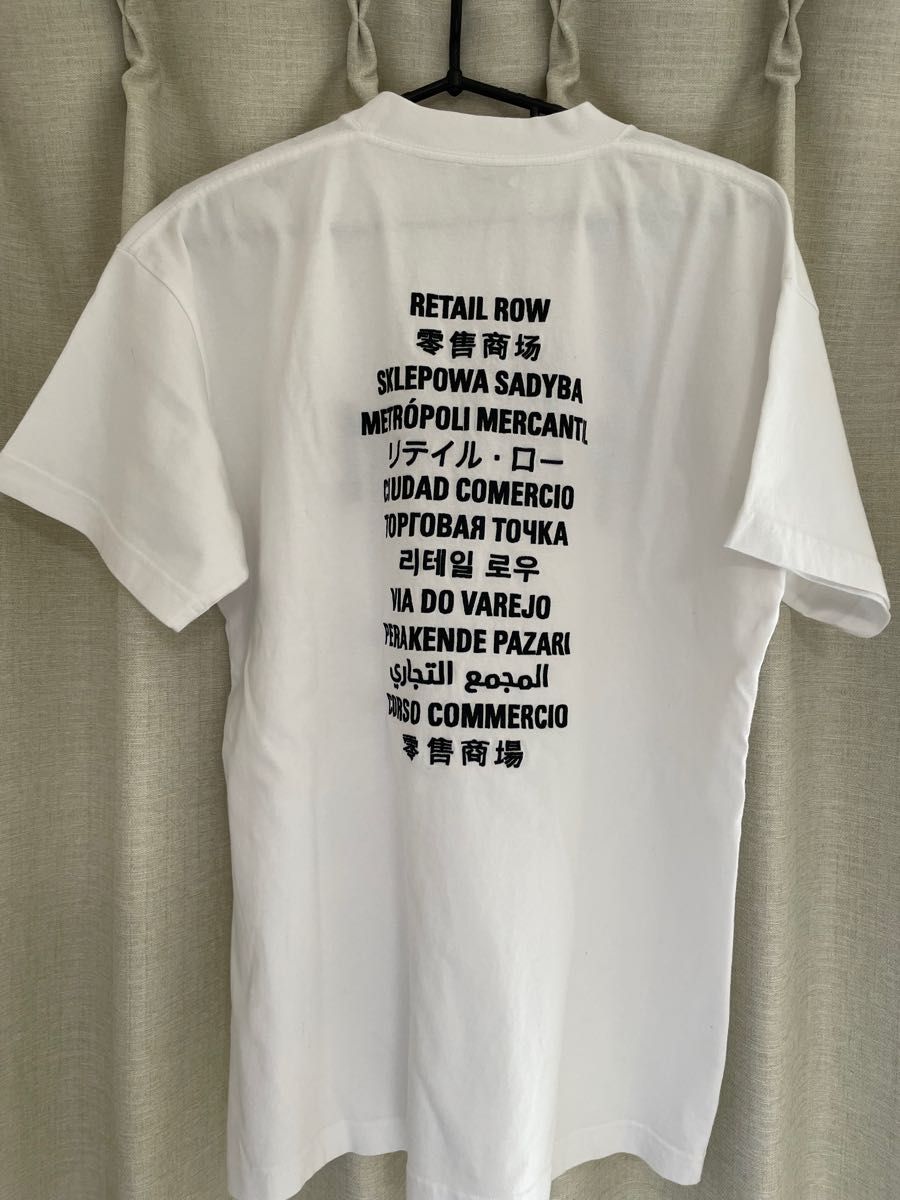 RETAIL ROW
零售商场
SKLEPOWA SADYBA
METRÓPOLI MERCANTIL
リテイル・ロー
CIUDAD COMERCIO
ТОРГОВАЯ ТОЧКА
리테일 로우
VIA DO VAREJO
PERAKENDE PAZARI
المجمع التجاري
CORSO COMMERCIO
零售商場